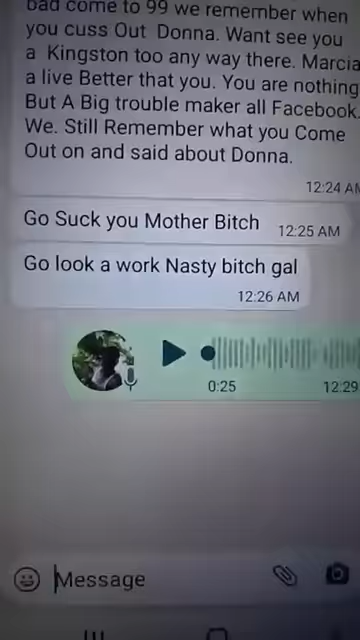 bad come to 99 we remember when
you cuss Out Donna. Want see you
a Kingston too any way there. Marcia
a live Better that you. You are nothing
But A Big trouble maker all Facebook.
We. Still Remember what you Come
Out on and said about Donna.
12:24 AM
Go Suck you Mother Bitch
12:25 AM
Go look a work Nasty bitch gal
12:26 AM
0:25
12:29
Message